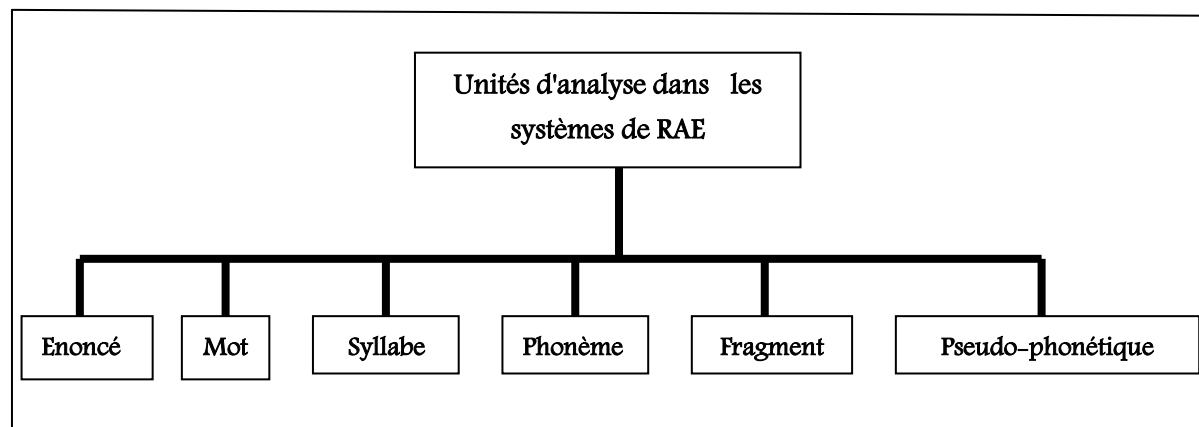 Unités d'analyse dans les
systèmes de RAE
Enoncé
Mot
Syllabe
Phonème
Fragment
Pseudo-phonétique